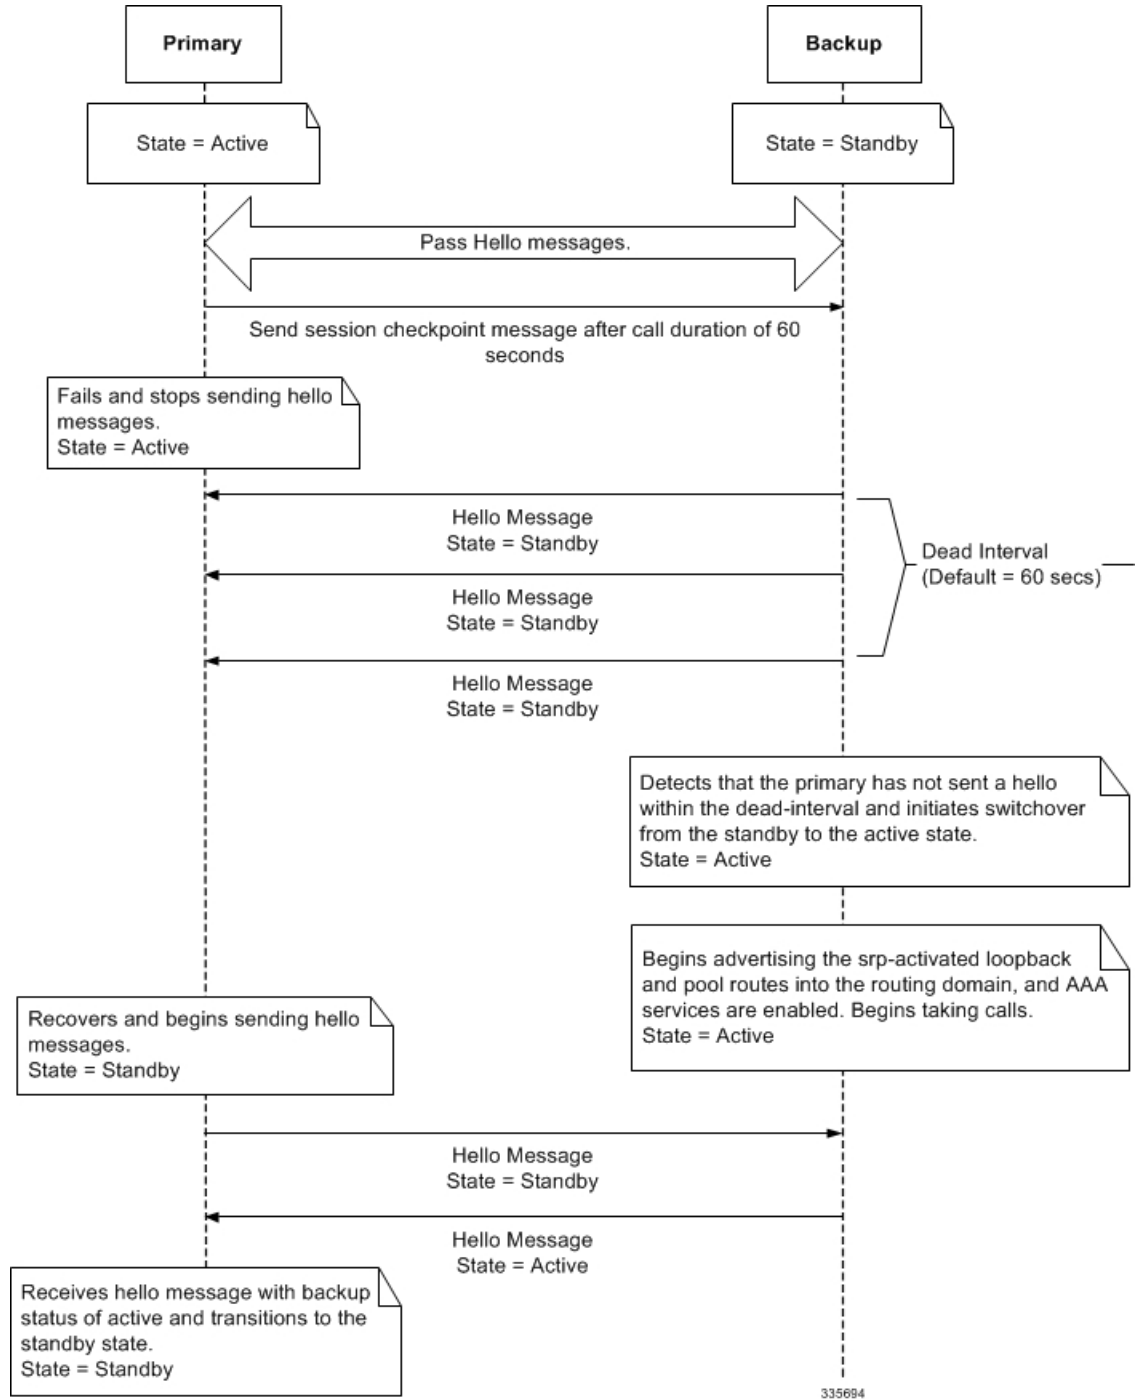 Primary
Backup
State = Active
State = Standby
Pass Hello messages.
Send session checkpoint message after call duration of 60
seconds
Fails and stops sending hello
messages.
State = Active
Hello Message
State = Standby
Dead Interval
(Default = 60 secs)
Hello Message
State = Standby
Hello Message
State = Standby
Detects that the primary has not sent a hello
within the dead-interval and initiates switchover
from the standby to the active state.
State = Active
Begins advertising the srp-activated loopback
and pool routes into the routing domain, and AAA
services are enabled. Begins taking calls.
State = Active
Recovers and begins sending hello
messages.
State = Standby
Hello Message
State = Standby
Hello Message
State = Active
Receives hello message with backup
status of active and transitions to the
standby state.
State = Standby
335694